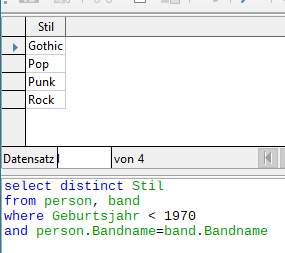 Stil
Gothic
Pop
Punk
Rock
Datensatz von 4
select distinct Stil
from person, band
where Geburtsjahr < 1970
and person.Bandname=band.Bandname